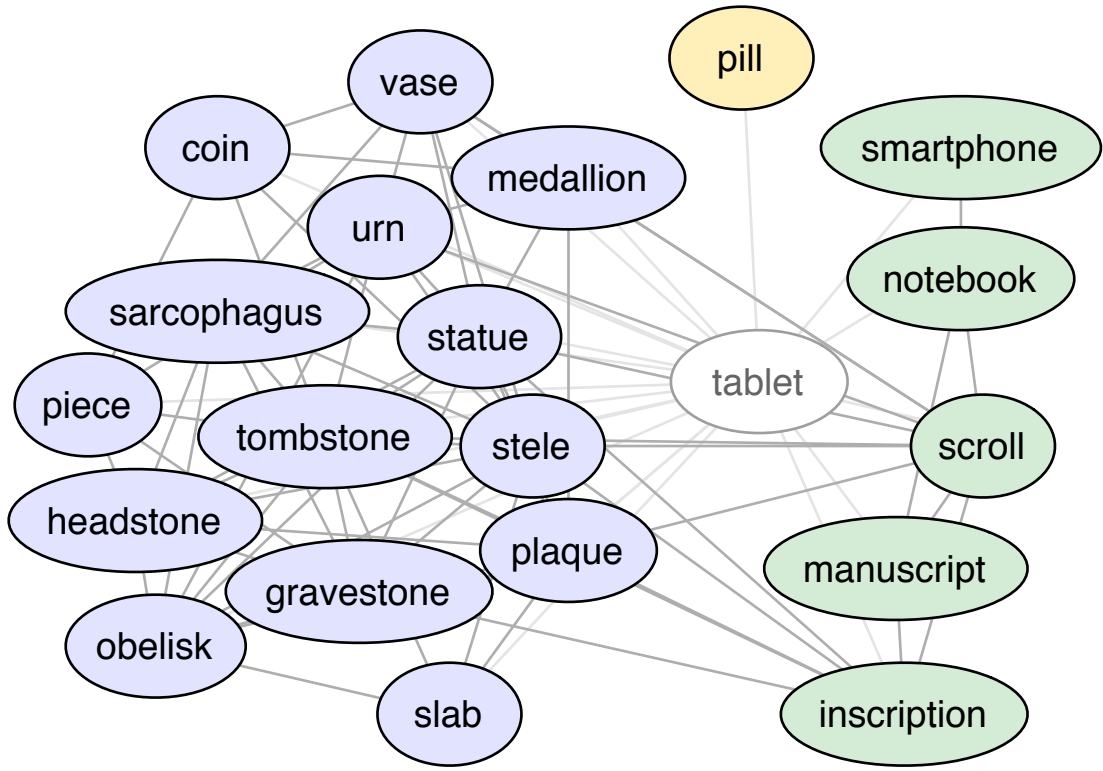 pill
vase
smartphone
coin
medallion
urn
notebook
sarcophagus
statue
tablet
piece
tombstone
stele
scroll
headstone
plaque
manuscript
gravestone
obelisk
slab
inscription